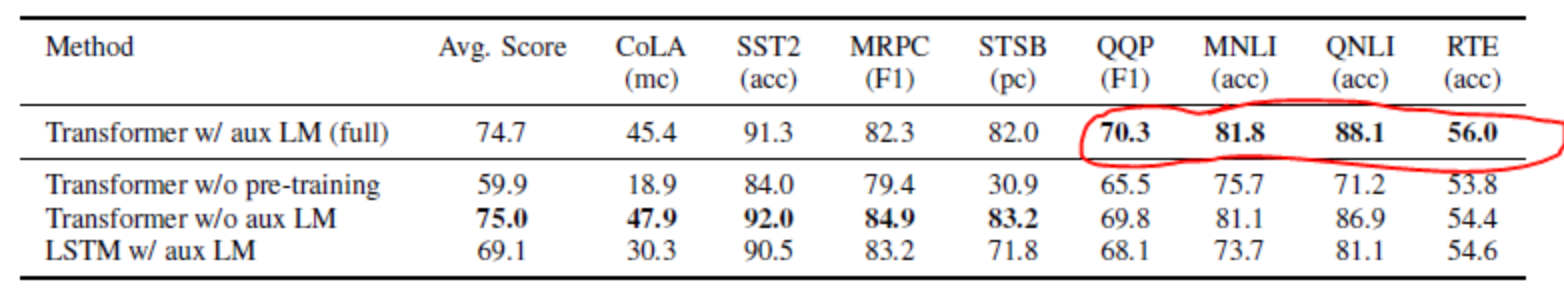 Method Avg. Score CoLA SST2 MRPC STSB QQP MNLI QNLI RTE
(mc) (acc) (F1) (pc) (F1) (acc) (acc) (acc)
Transformer w/ aux LM (full) 74.7 45.4 91.3 82.3 82.0 70.3 81.8 88.1 56.0
Transformer w/o pre-training 59.9 18.9 84.0 79.4 30.9 65.5 75.7 71.2 53.8
Transformer w/o aux LM 75.0 47.9 92.0 84.9 83.2 69.8 81.1 86.9 54.4
LSTM w/ aux LM 69.1 30.3 90.5 83.2 71.8 68.1 73.7 81.1 54.6